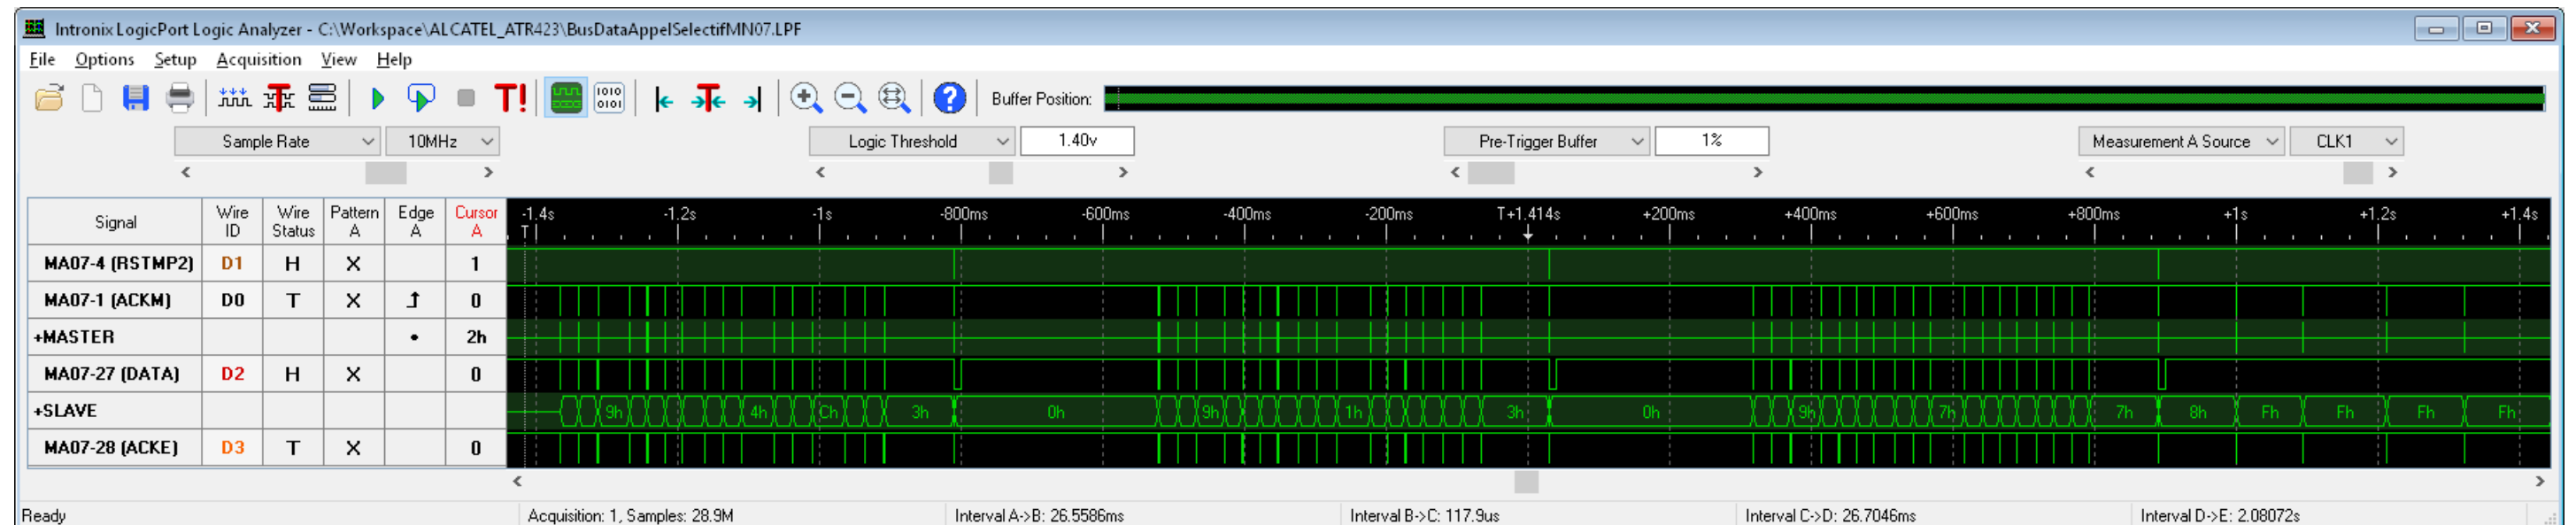 Intronix LogicPort Logic Analyzer - C:\Workspace\ALCATEL_ATR423\BusDataAppelSelectifMN07.LPF
File Options Setup Acquisition View Help
T! 1010 0101 ? Buffer Position:
Sample Rate 10MHz Logic Threshold 1.40v Pre-Trigger Buffer 1% Measurement A Source CLK1
Signal Wire ID Wire Status Pattern A Edge A Cursor A -1.4s -1.2s -1s -800ms -600ms -400ms -200ms T+1.414s +200ms +400ms +600ms +800ms +1s +1.2s +1.4s
T
MA07-4 (RSTMP2) D1 H X 1
MA07-1 (ACKM) D0 T X 0
+MASTER 2h
MA07-27 (DATA) D2 H X 0
+SLAVE 9h 4h Ch 3h 0h 9h 1h 3h 0h 9h 7h 7h 8h Fh Fh Fh Fh
MA07-28 (ACKE) D3 T X 0
Ready Acquisition: 1, Samples: 28.9M Interval A->B: 26.5586ms Interval B->C: 117.9us Interval C->D: 26.7046ms Interval D->E: 2.08072s